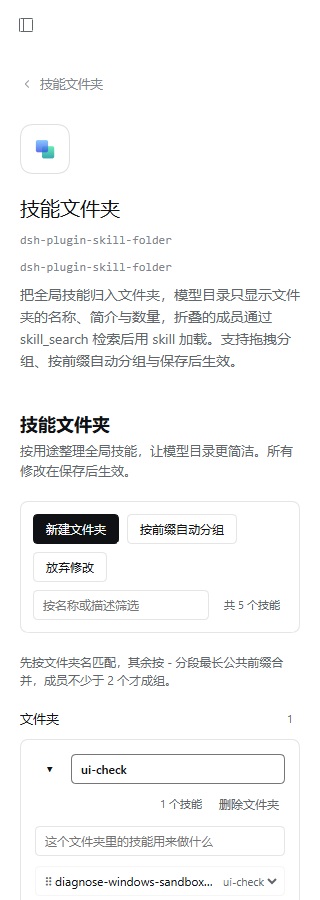 技能文件夹
技能文件夹
dsh-plugin-skill-folder
dsh-plugin-skill-folder
把全局技能归入文件夹，模型目录只显示文件
夹的名称、简介与数量，折叠的成员通过
skill_search 检索后用 skill 加载。支持拖拽分
组、按前缀自动分组与保存后生效。
技能文件夹
按用途整理全局技能，让模型目录更简洁。所有
修改在保存后生效。
新建文件夹 按前缀自动分组
放弃修改
按名称或描述筛选 共 5 个技能
先按文件夹名匹配，其余按 - 分段最长公共前缀合
并，成员不少于 2 个才成组。
文件夹 1
ui-check
1 个技能 删除文件夹
这个文件夹里的技能用来做什么
diagnose-windows-sandbox... ui-check